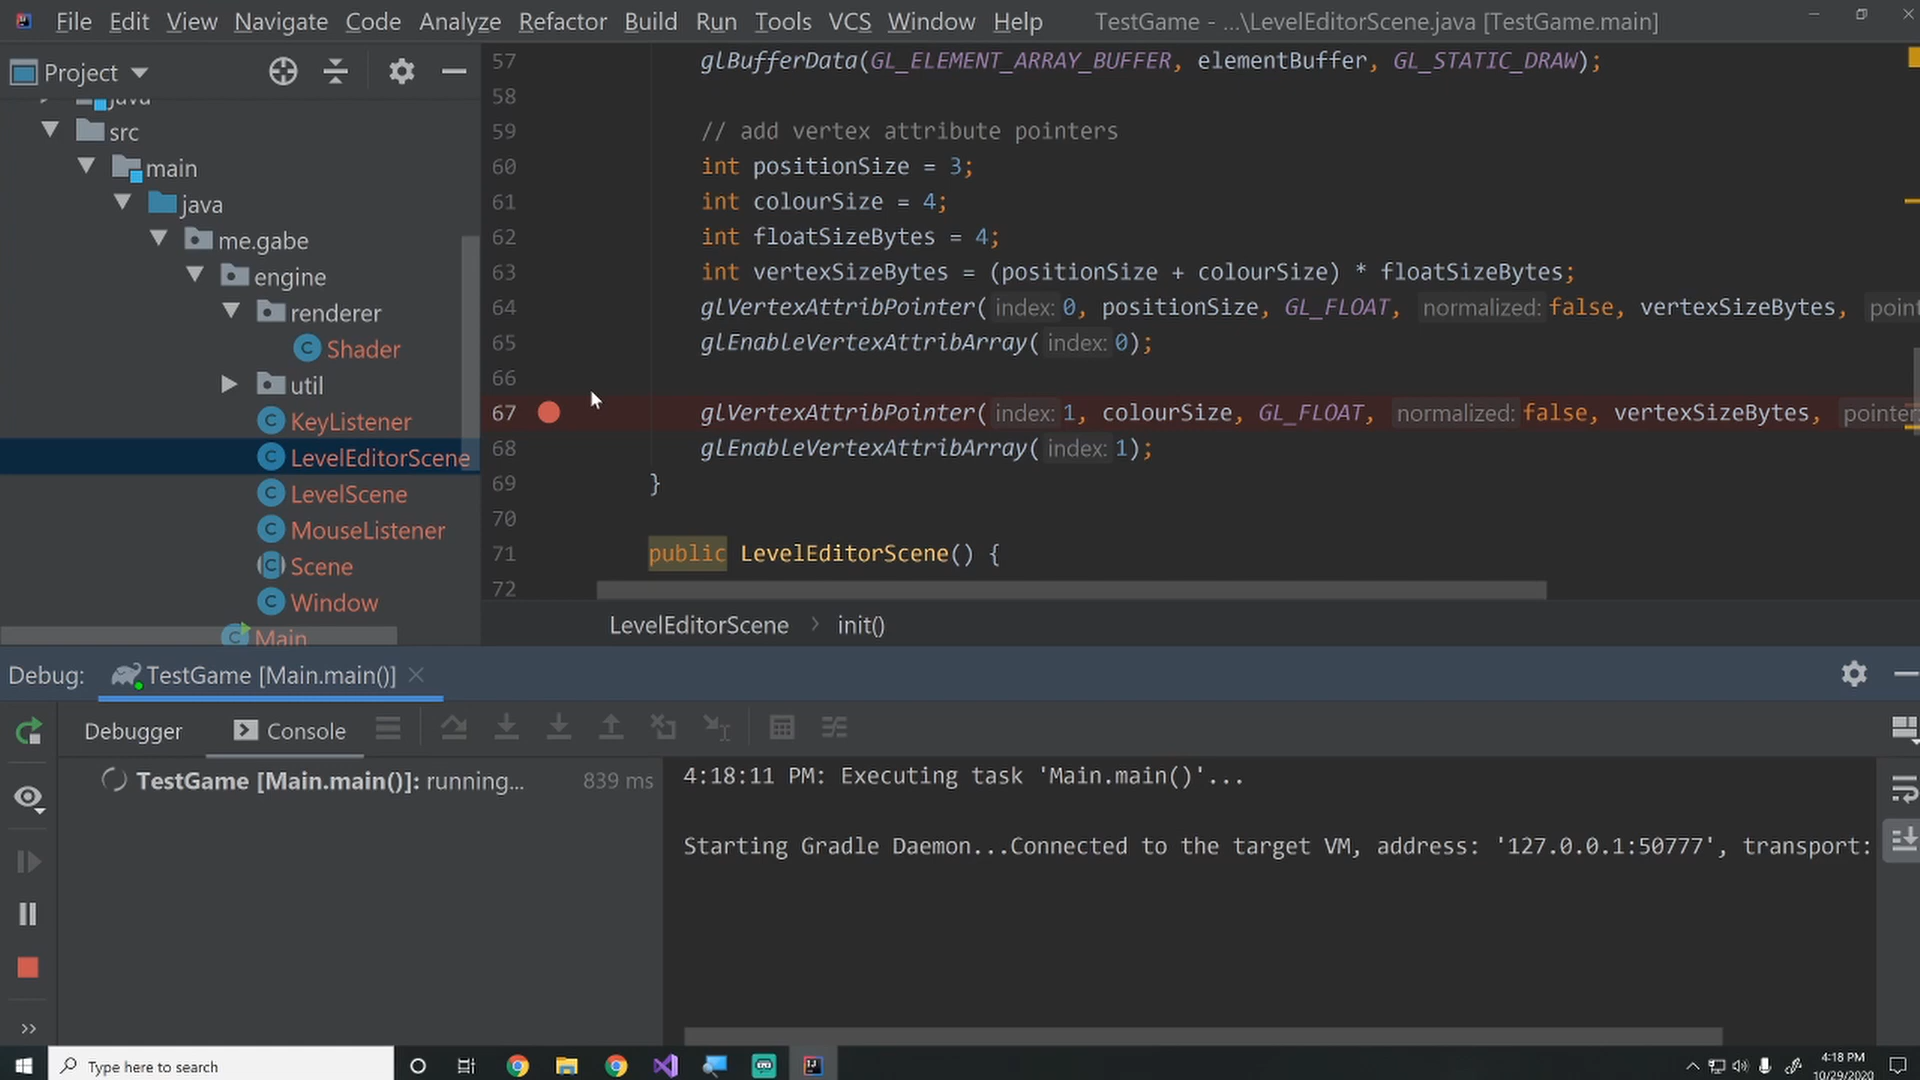 File Edit View Navigate Code Analyze Refactor Build Run Tools VCS Window Help TestGame - ...\LevelEditorScene.java [TestGame.main]
Project
java
src
main
java
me.gabe
engine
renderer
Shader
util
KeyListener
LevelEditorScene
LevelScene
MouseListener
Scene
Window
Main
57 glBufferData(GL_ELEMENT_ARRAY_BUFFER, elementBuffer, GL_STATIC_DRAW);
58
59 // add vertex attribute pointers
60 int positionSize = 3;
61 int colourSize = 4;
62 int floatSizeBytes = 4;
63 int vertexSizeBytes = (positionSize + colourSize) * floatSizeBytes;
64 glVertexAttribPointer( index: 0, positionSize, GL_FLOAT, normalized: false, vertexSizeBytes, point
65 glEnableVertexAttribArray( index: 0);
66
67 glVertexAttribPointer( index: 1, colourSize, GL_FLOAT, normalized: false, vertexSizeBytes, pointer
68 glEnableVertexAttribArray( index: 1);
69 }
70
71 public LevelEditorScene() {
72
LevelEditorScene > init()
Debug: TestGame [Main.main()]
Debugger Console
TestGame [Main.main()]: running... 839 ms
4:18:11 PM: Executing task 'Main.main()'...
Starting Gradle Daemon...Connected to the target VM, address: '127.0.0.1:50777', transport:
Type here to search
4:18 PM
10/29/2020